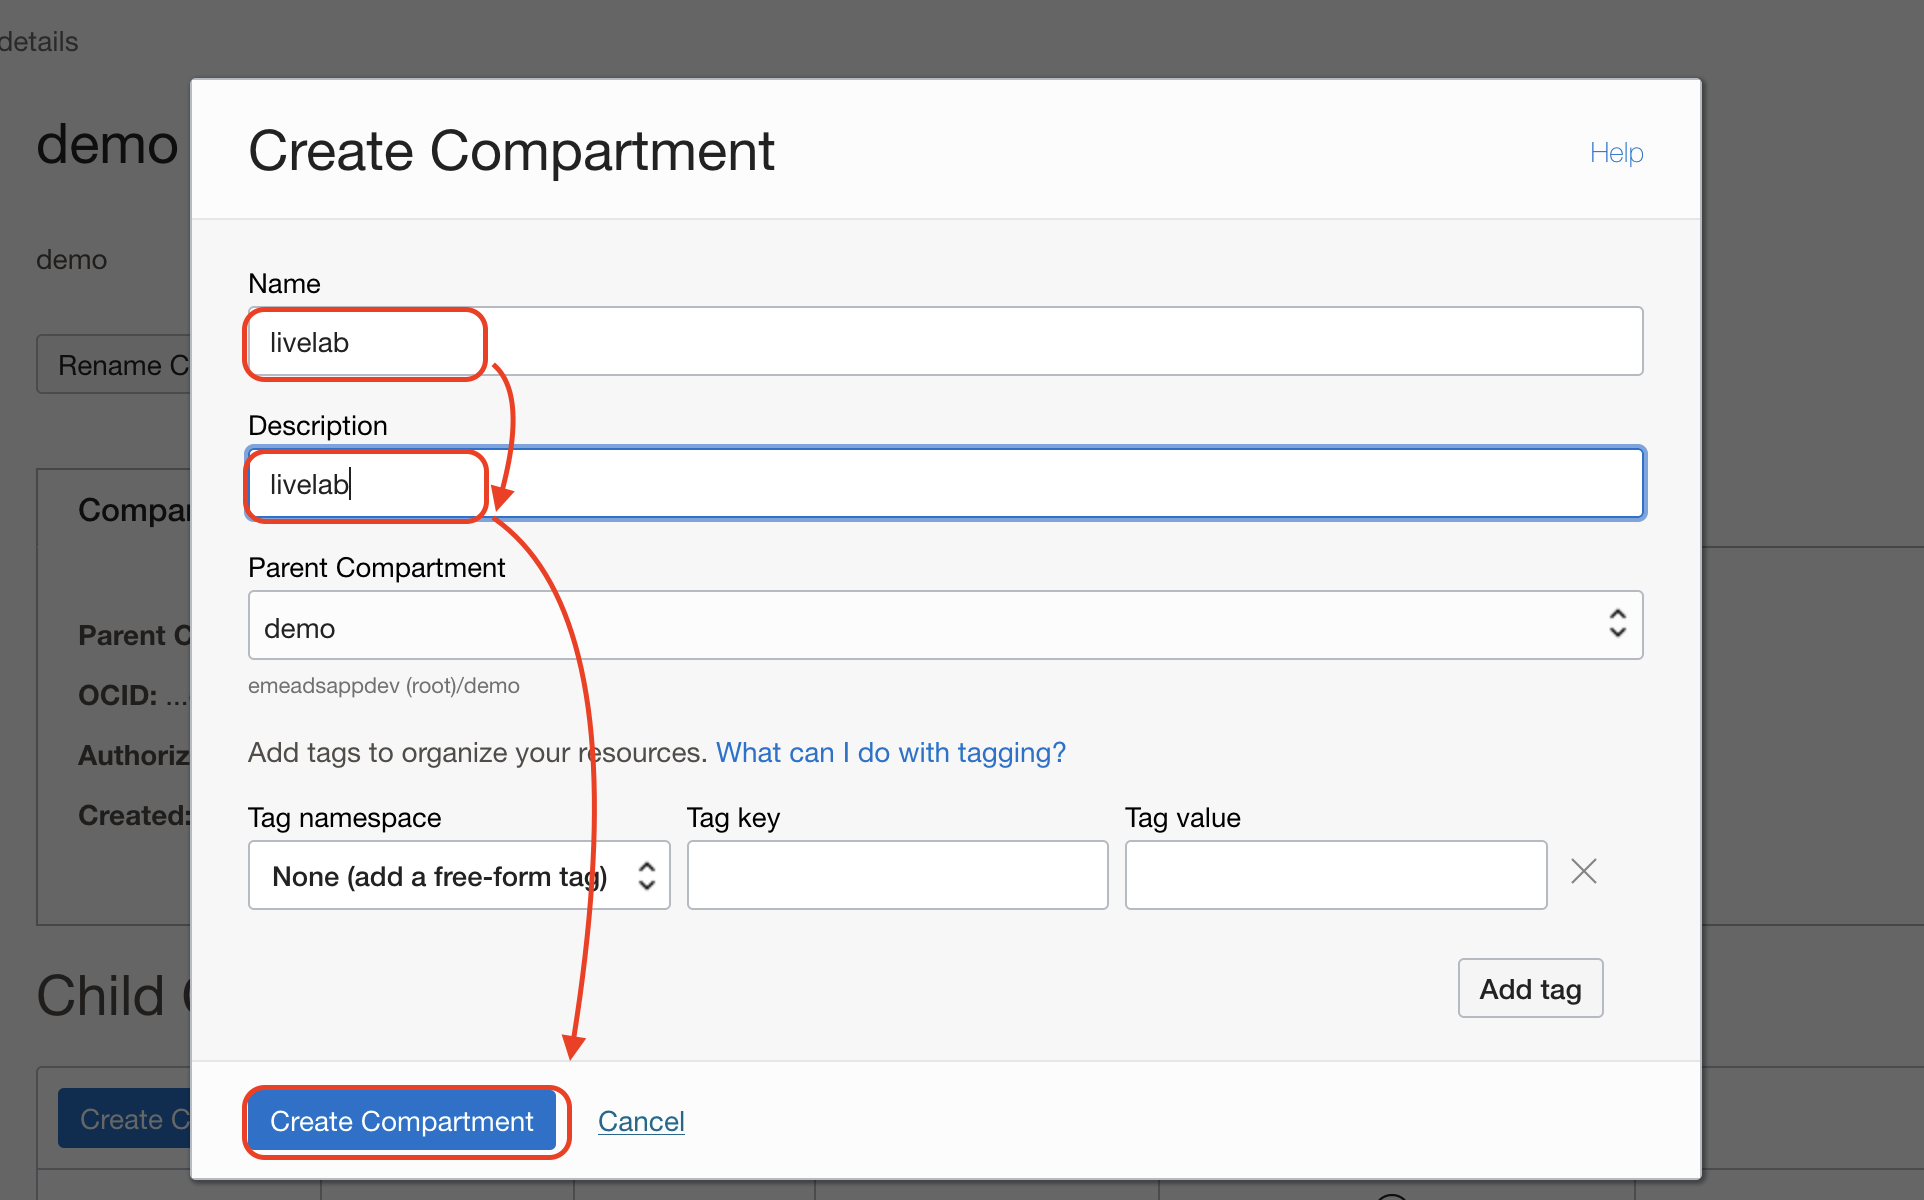 details
demo
demo
Rename C
Compar
Parent C
OCID: ...
Authoriz
Created:
Child
Create C
Create Compartment
Help
Name
livelab
Description
livelab
Parent Compartment
demo
emeadsappdev (root)/demo
Add tags to organize your resources. What can I do with tagging?
Tag namespace
Tag key
Tag value
None (add a free-form tag)
Add tag
Create Compartment
Cancel